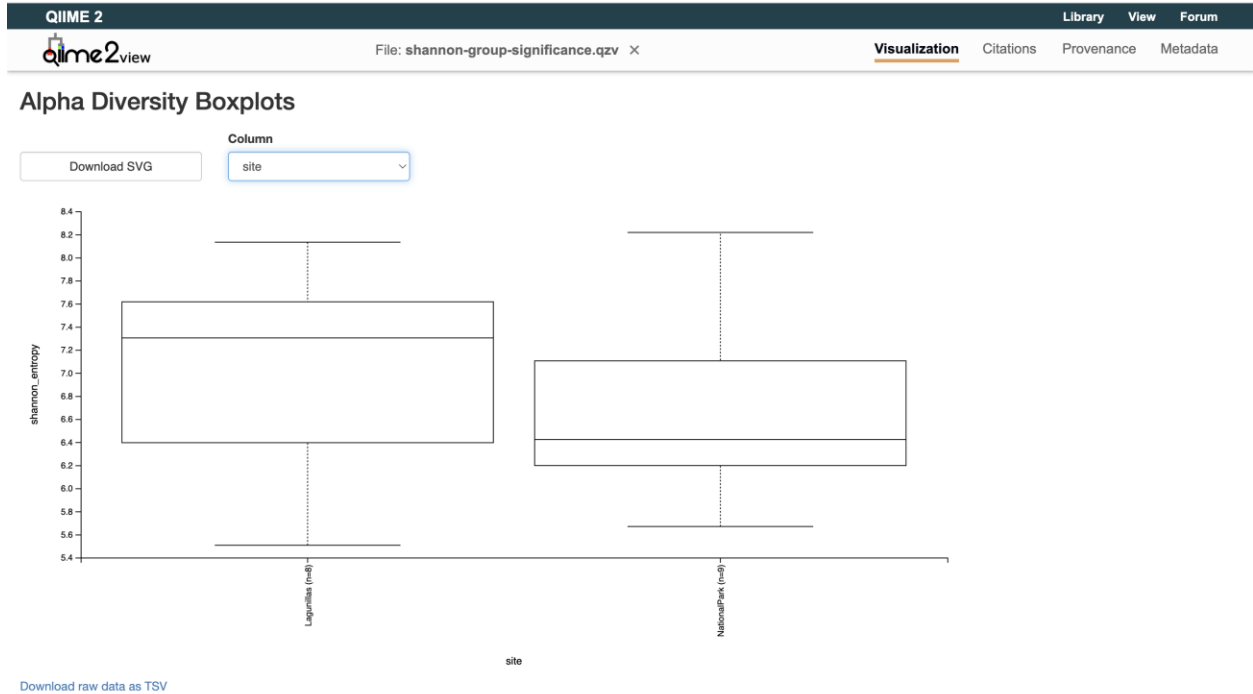 QIIME 2 Library View Forum
qiime2view File: shannon-group-significance.qzv × Visualization Citations Provenance Metadata
Alpha Diversity Boxplots
Column
Download SVG site
8.4
8.2
8.0
7.8
7.6
7.4
7.2
7.0
6.8
6.6
6.4
6.2
6.0
5.8
5.6
5.4
shannon_entropy
Lagunillas (n=8)
NationalPark (n=9)
site
Download raw data as TSV